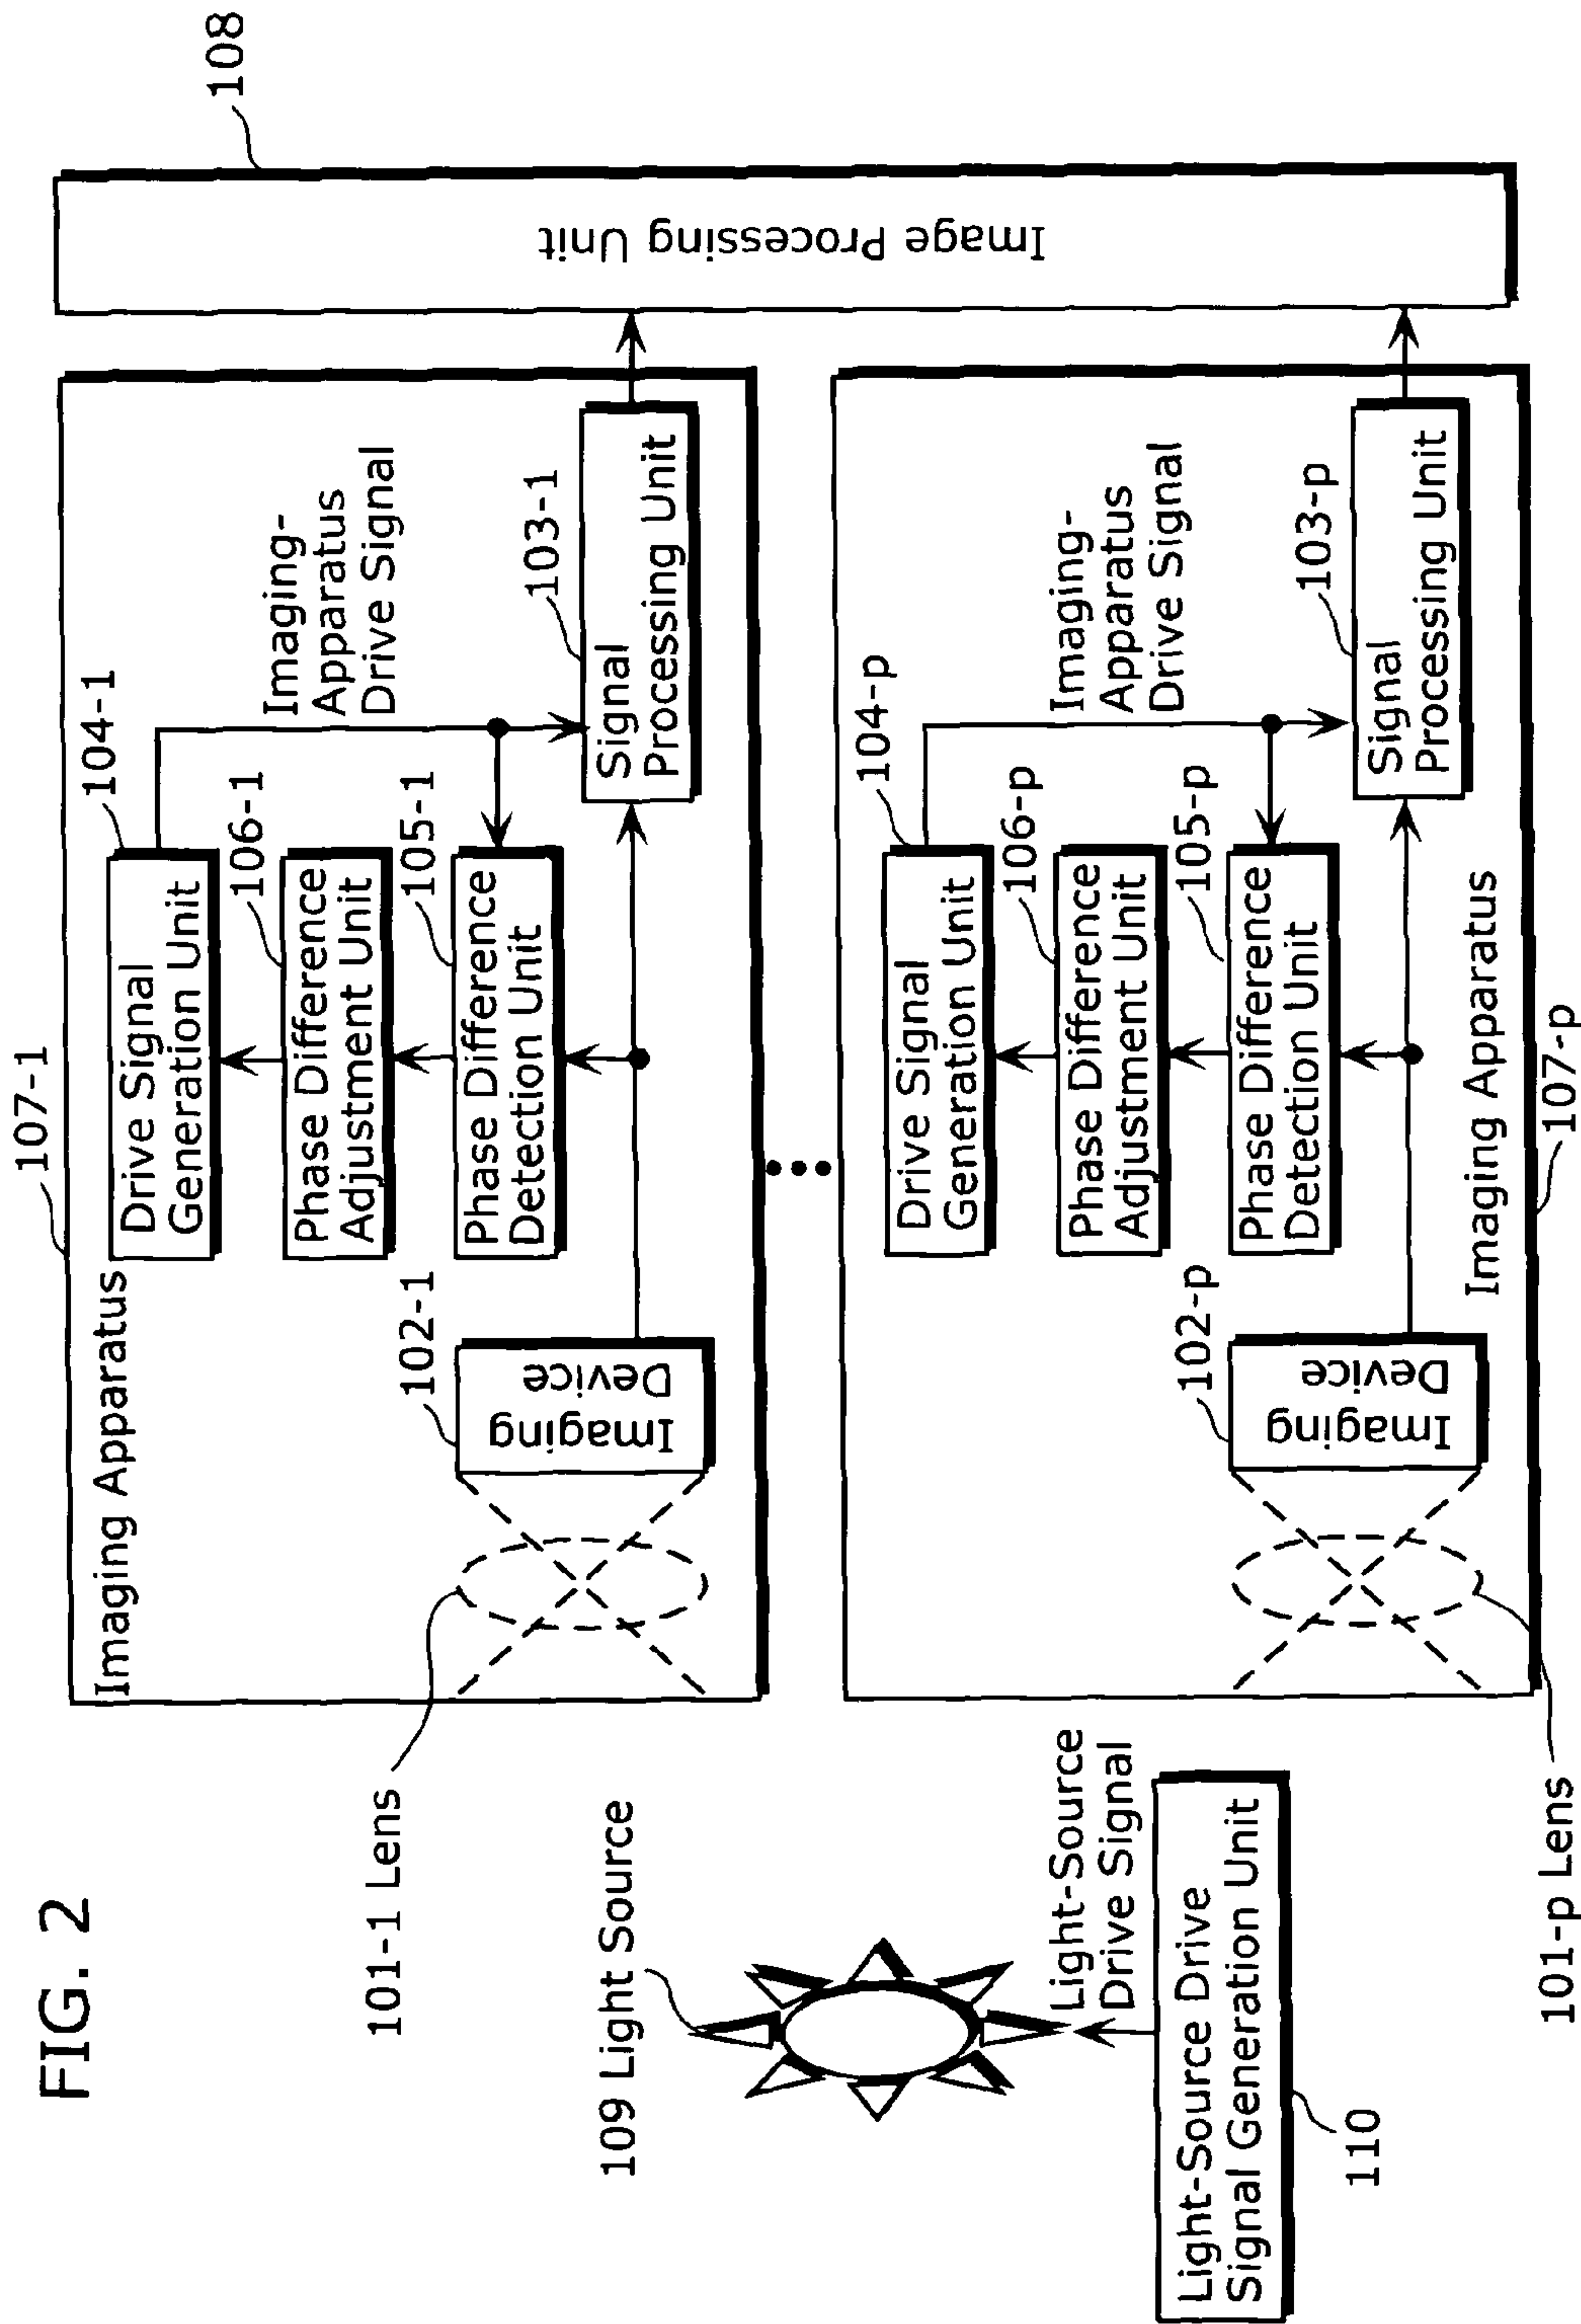 FIG. 2
107-1
Imaging Apparatus
104-1
Drive Signal
Generation Unit
106-1
Phase Difference
Adjustment Unit
105-1
Phase Difference
Detection Unit
Imaging-
Apparatus
Drive Signal
103-1
Signal
Processing Unit
102-1
Imaging
Device
101-1 Lens
108
Image Processing Unit
109 Light Source
Light-Source
Drive Signal
Light-Source Drive
Signal Generation Unit
110
104-p
Drive Signal
Generation Unit
106-p
Phase Difference
Adjustment Unit
105-p
Phase Difference
Detection Unit
Imaging-
Apparatus
Drive Signal
103-p
Signal
Processing Unit
102-p
Imaging
Device
Imaging Apparatus
107-p
101-p Lens